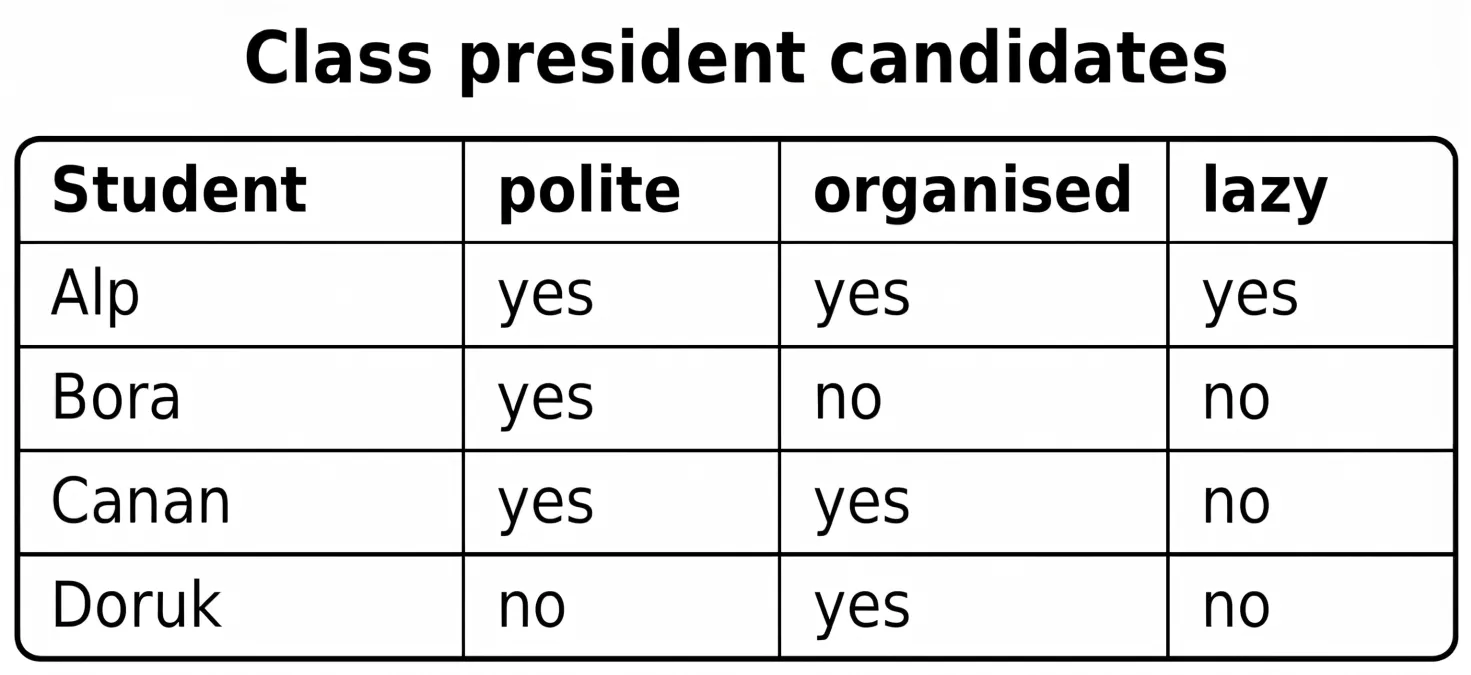 Class president candidates
Student polite organised lazy
Alp yes yes yes
Bora yes no no
Canan yes yes no
Doruk no yes no